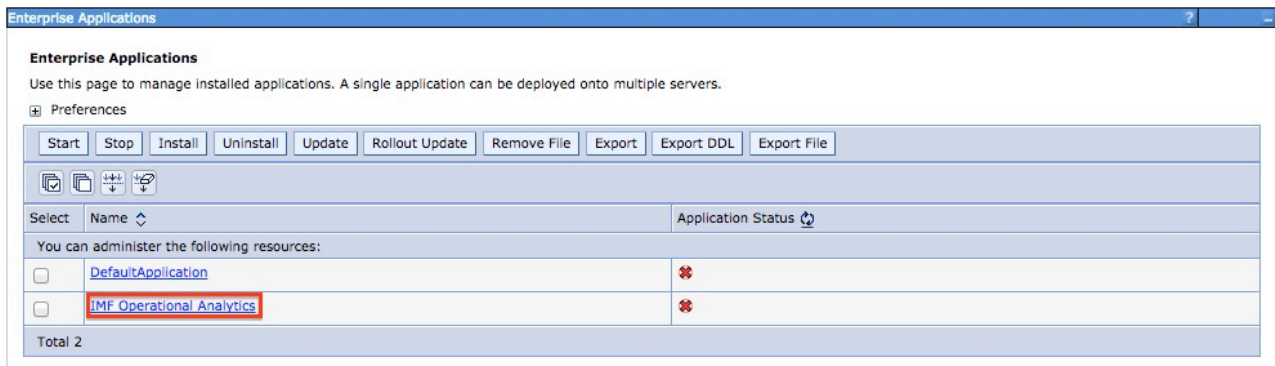 Enterprise Applications ? –
Enterprise Applications
Use this page to manage installed applications. A single application can be deployed onto multiple servers.
+ Preferences
Start Stop Install Uninstall Update Rollout Update Remove File Export Export DDL Export File
Select Name Application Status
You can administer the following resources:
DefaultApplication
IMF Operational Analytics
Total 2